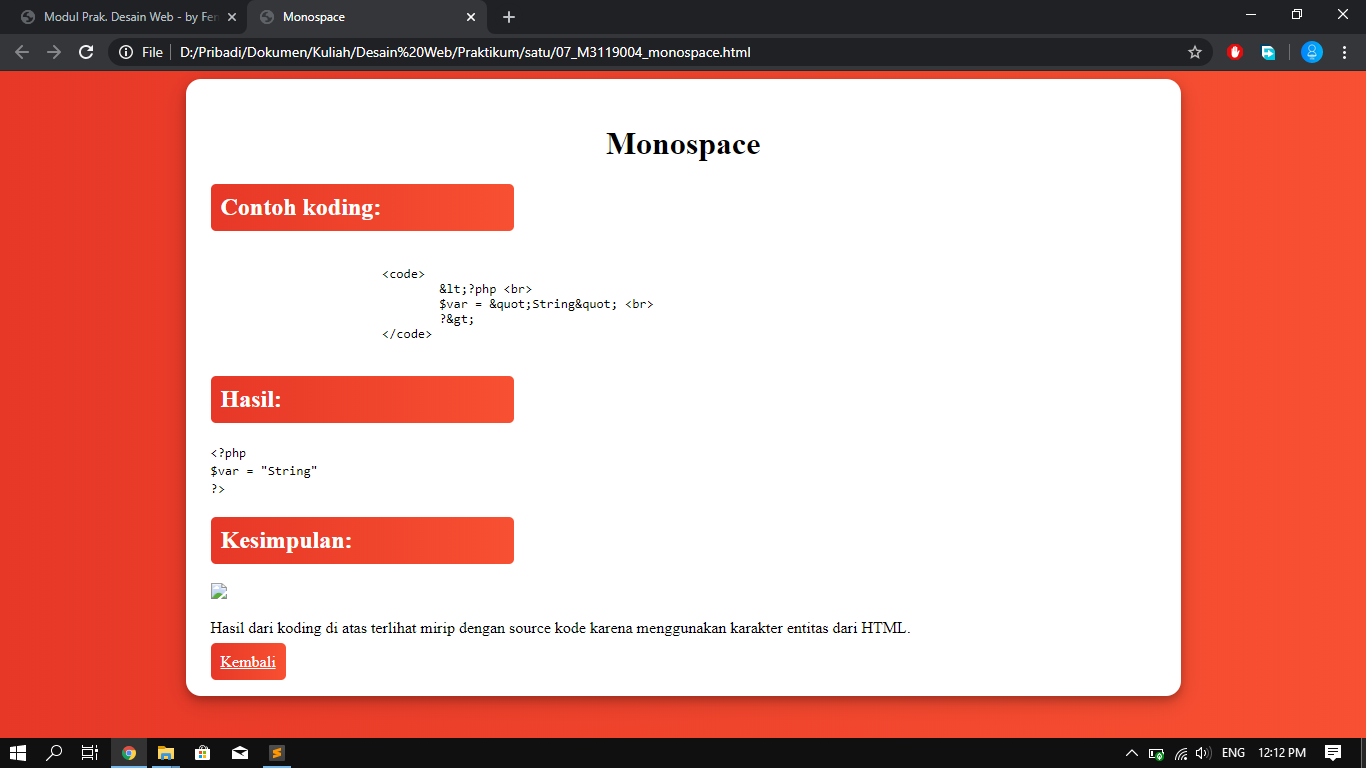 Modul Prak. Desain Web - by Fer
Monospace
File
D:/Pribadi/Dokumen/Kuliah/Desain%20Web/Praktikum/satu/07_M3119004_monospace.html
Monospace
Contoh koding:
<code>
&lt;?php <br>
$var = &quot;String&quot; <br>
?&gt;
</code>
Hasil:
<?php
$var = "String"
?>
Kesimpulan:
Hasil dari koding di atas terlihat mirip dengan source kode karena menggunakan karakter entitas dari HTML.
Kembali
ENG
12:12 PM